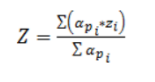 Z = Σ(α_{p_i}*z_i) / Σ α_{p_i}